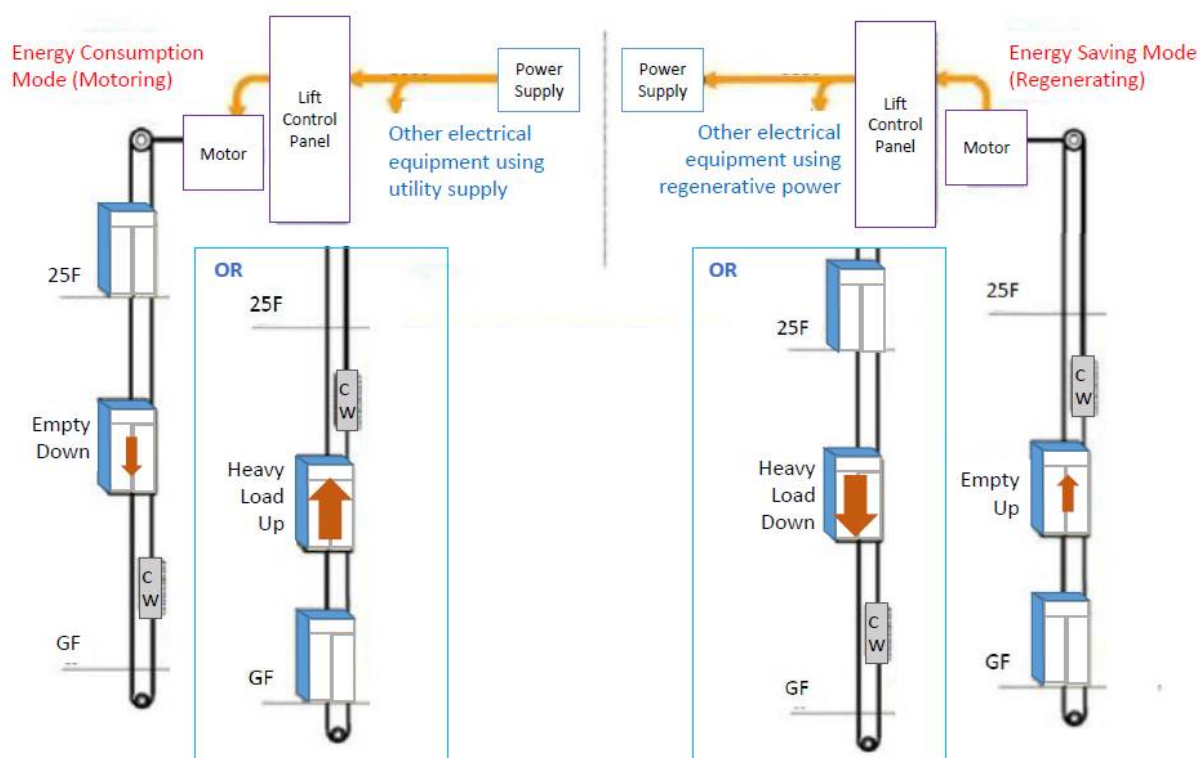 Energy Consumption
Mode (Motoring)
Motor
Lift
Control
Panel
Power
Supply
Other electrical
equipment using
utility supply
25F
Empty
Down
C
W
GF
OR
25F
C
W
Heavy
Load
Up
GF
Power
Supply
Other electrical
equipment using
regenerative power
Lift
Control
Panel
Motor
Energy Saving Mode
(Regenerating)
OR
25F
Heavy
Load
Down
C
W
GF
25F
C
W
Empty
Up
GF